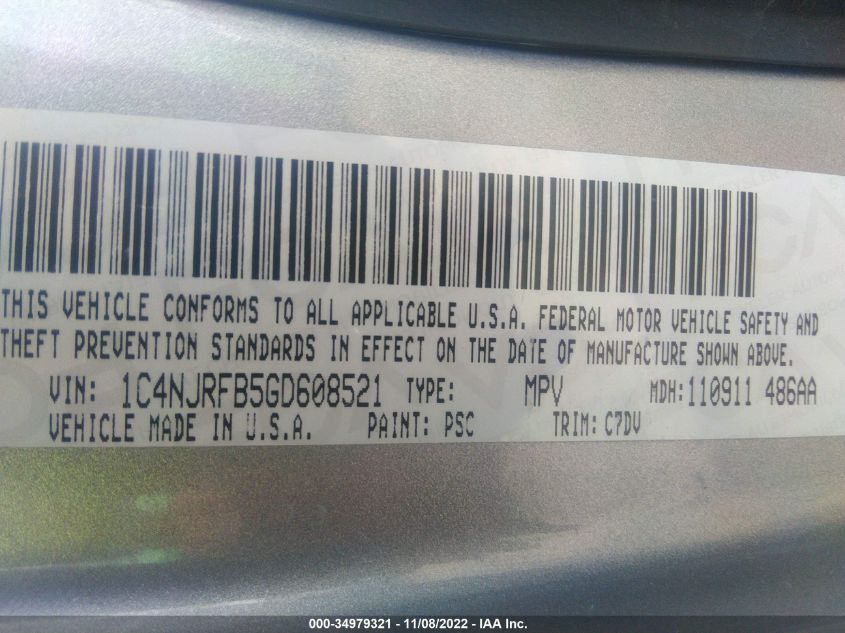 THIS VEHICLE CONFORMS TO ALL APPLICABLE U.S.A. FEDERAL MOTOR VEHICLE SAFETY AND
THEFT PREVENTION STANDARDS IN EFFECT ON THE DATE OF MANUFACTURE SHOWN ABOVE.
VIN: 1C4NJRFB5GD608521 TYPE: MPV MDH: 110911 486AA
VEHICLE MADE IN U.S.A. PAINT: PSC TRIM: C7DV
000-34979321 - 11/08/2022 - IAA Inc.